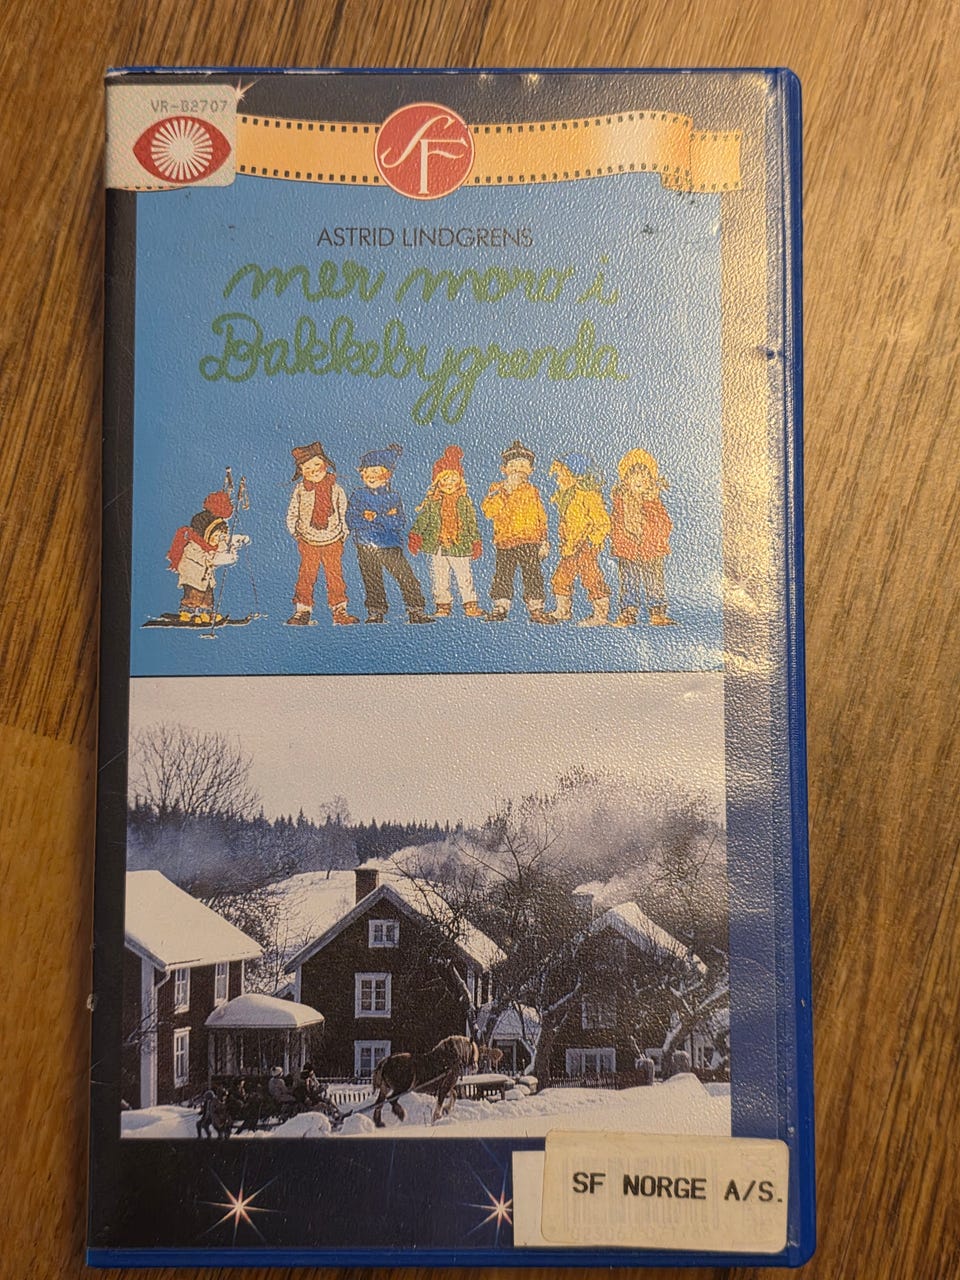 VR-B2707
SF
ASTRID LINDGRENS
mer moro i
Bakkebygrenda
SF NORGE A/S.